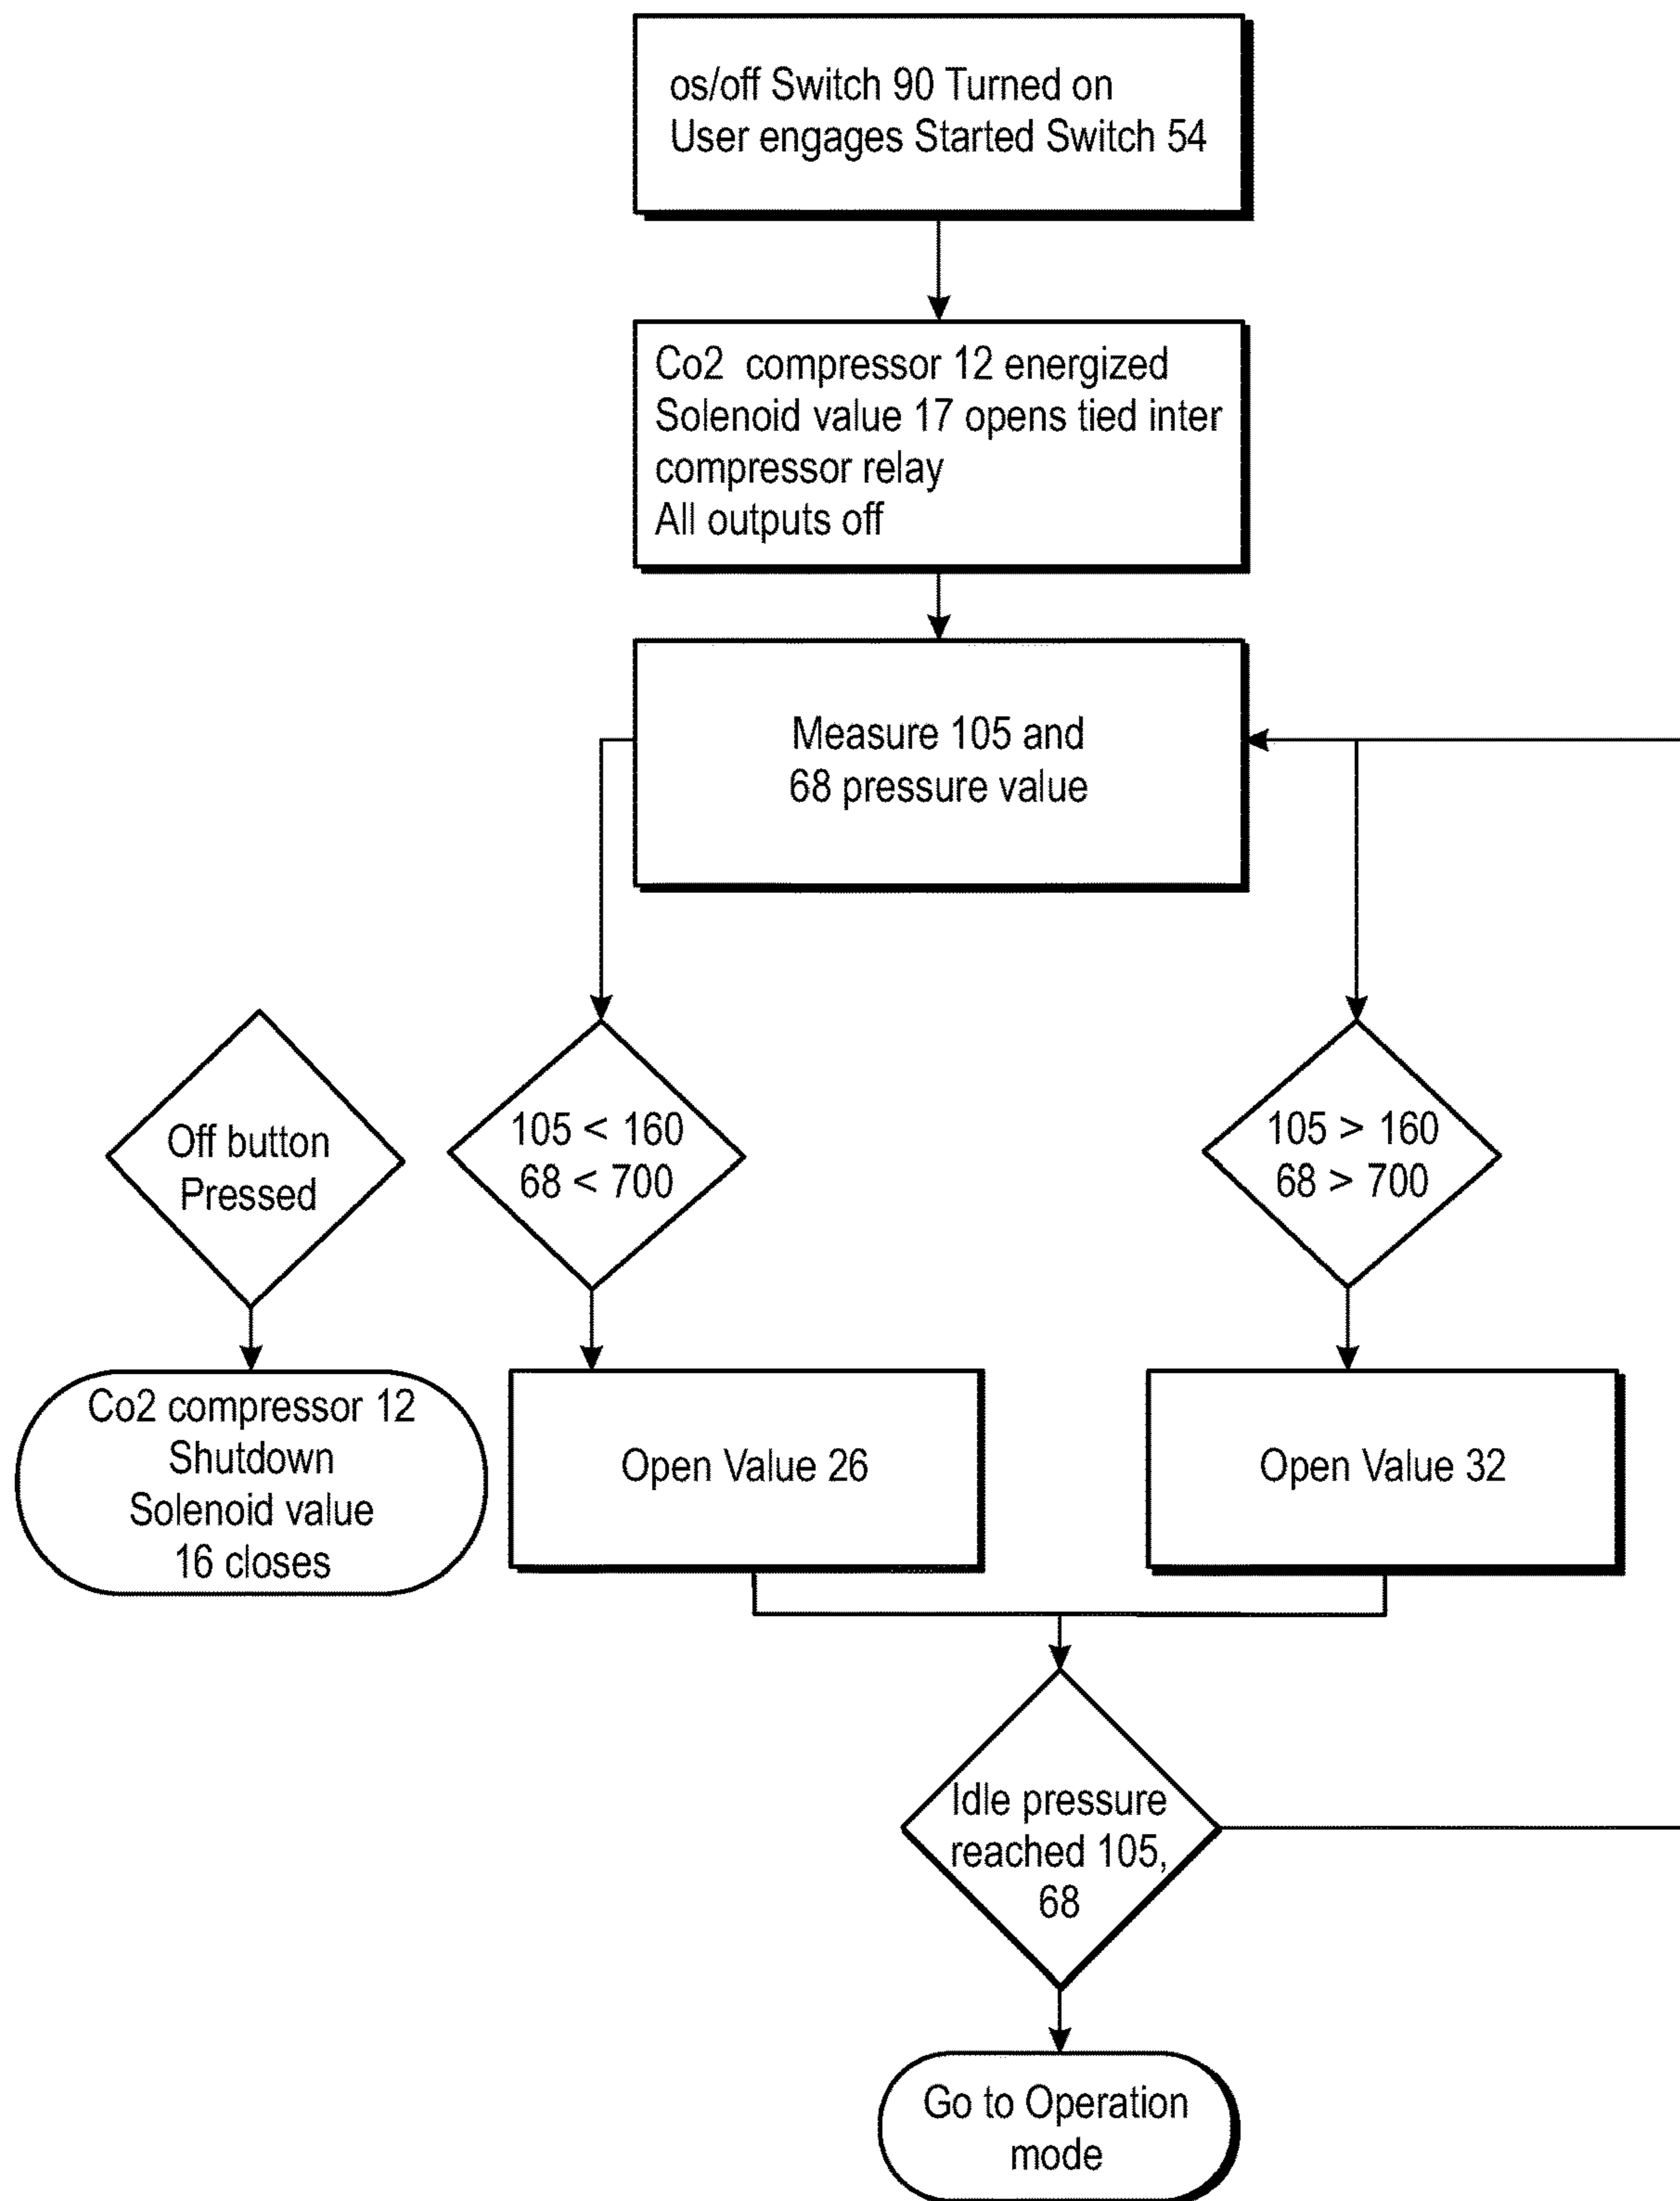 os/off Switch 90 Turned on
User engages Started Switch 54
Co2 compressor 12 energized
Solenoid value 17 opens tied inter
compressor relay
All outputs off
Measure 105 and
68 pressure value
Off button
Pressed
105 < 160
68 < 700
105 > 160
68 > 700
Co2 compressor 12
Shutdown
Solenoid value
16 closes
Open Value 26
Open Value 32
Idle pressure
reached 105,
68
Go to Operation
mode